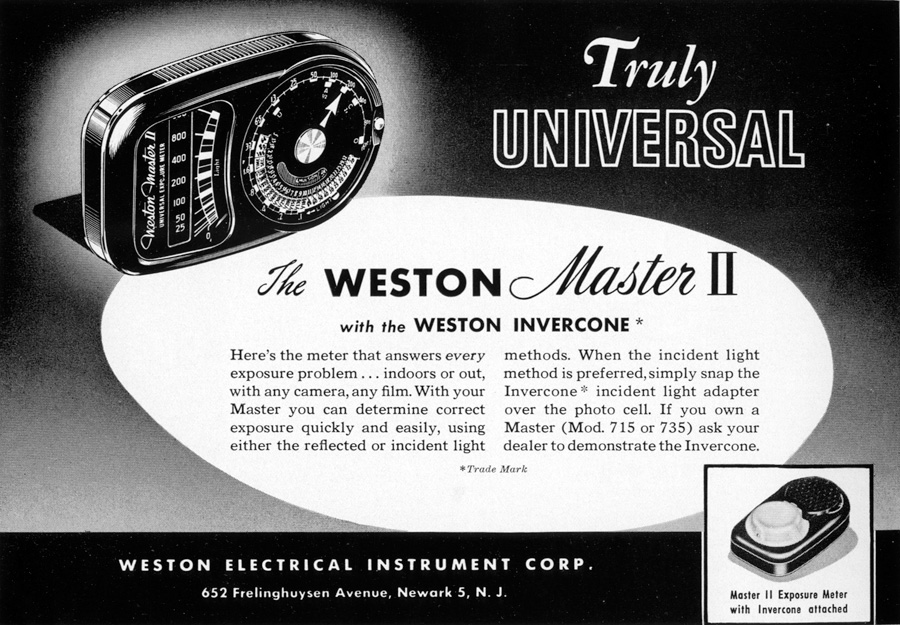 Truly
UNIVERSAL
Weston Master II
UNIVERSAL EXPOSURE METER
800
400
200
100
50
25
0
Light
The WESTON Master II
with the WESTON INVERCONE *
Here's the meter that answers every
exposure problem . . . indoors or out,
with any camera, any film. With your
Master you can determine correct
exposure quickly and easily, using
either the reflected or incident light
methods. When the incident light
method is preferred, simply snap the
Invercone * incident light adapter
over the photo cell. If you own a
Master (Mod. 715 or 735) ask your
dealer to demonstrate the Invercone.
*Trade Mark
WESTON ELECTRICAL INSTRUMENT CORP.
652 Frelinghuysen Avenue, Newark 5, N. J.
Master II Exposure Meter
with Invercone attached